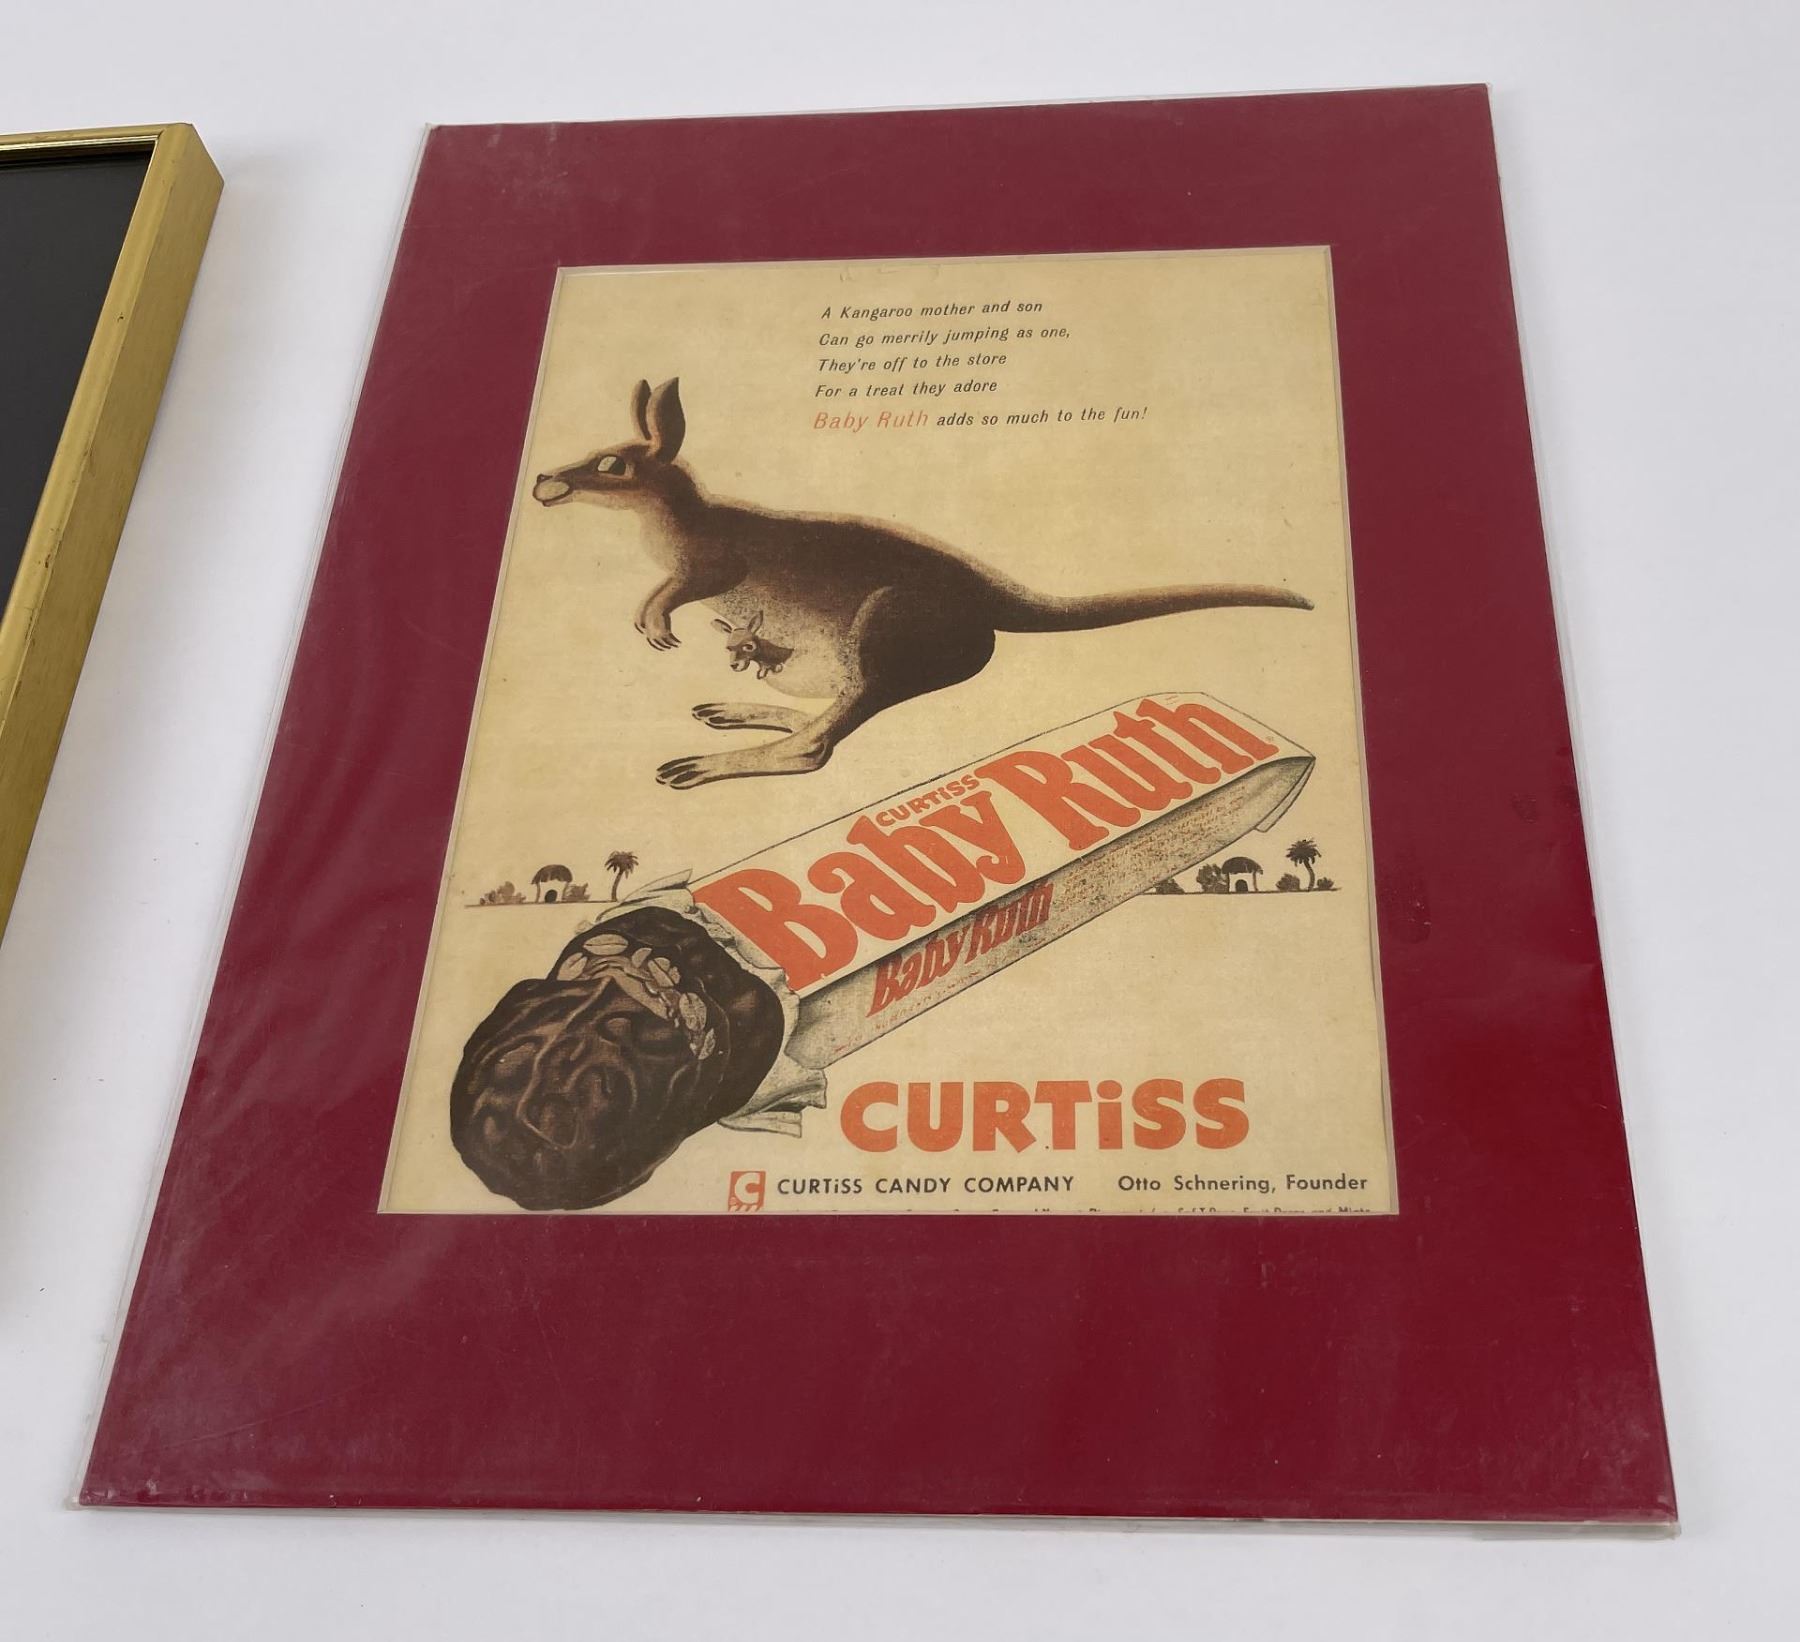 A Kangaroo mother and son
Can go merrily jumping as one,
They're off to the store
For a treat they adore
Baby Ruth adds so much to the fun!
CURTiSS
Baby Ruth
Baby Ruth
CURTiSS
C CURTiSS CANDY COMPANY Otto Schnering, Founder